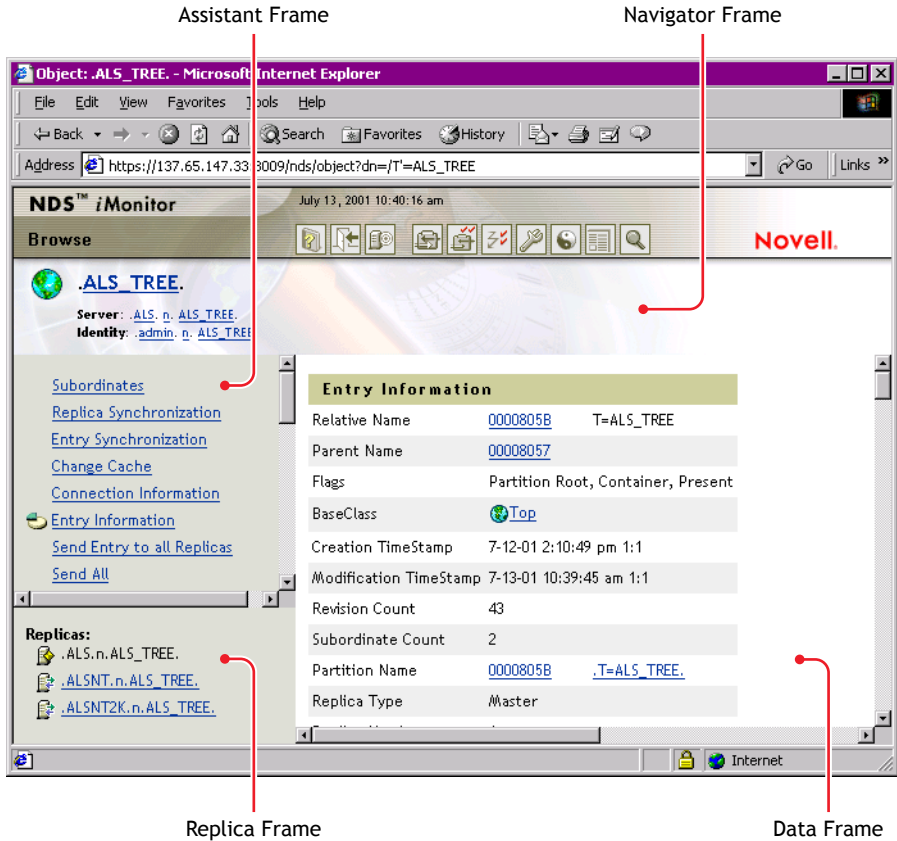 Assistant Frame
Navigator Frame
Object: .ALS_TREE. - Microsoft Internet Explorer
File Edit View Favorites Tools Help
Back Search Favorites History
Address https://137.65.147.33:8009/nds/object?dn=/T'=ALS_TREE Go Links »
NDS™ iMonitor
July 13, 2001 10:40:16 am
Browse
Novell.
.ALS_TREE.
Server: .ALS. n. ALS_TREE.
Identity: .admin. n. ALS_TREE
Subordinates
Replica Synchronization
Entry Synchronization
Change Cache
Connection Information
Entry Information
Send Entry to all Replicas
Send All
Replicas:
.ALS.n.ALS_TREE.
.ALSNT.n.ALS_TREE.
.ALSNT2K.n.ALS_TREE.
Entry Information
Relative Name 0000805B T=ALS_TREE
Parent Name 00008057
Flags Partition Root, Container, Present
BaseClass Top
Creation TimeStamp 7-12-01 2:10:49 pm 1:1
Modification TimeStamp 7-13-01 10:39:45 am 1:1
Revision Count 43
Subordinate Count 2
Partition Name 0000805B .T=ALS_TREE.
Replica Type Master
Internet
Replica Frame
Data Frame